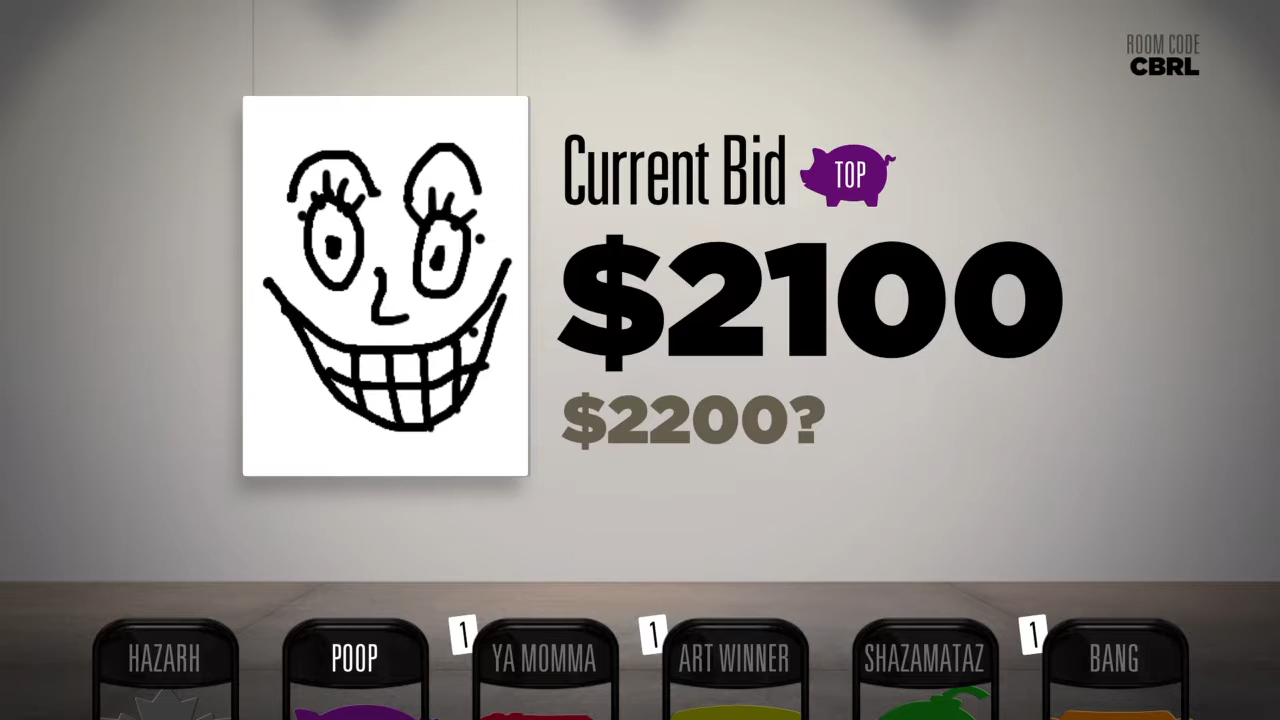 ROOM CODE
CBRL
Current Bid TOP
$2100
$2200?
HAZARH POOP 1 YA MOMMA 1 ART WINNER SHAZAMATAZ 1 BANG